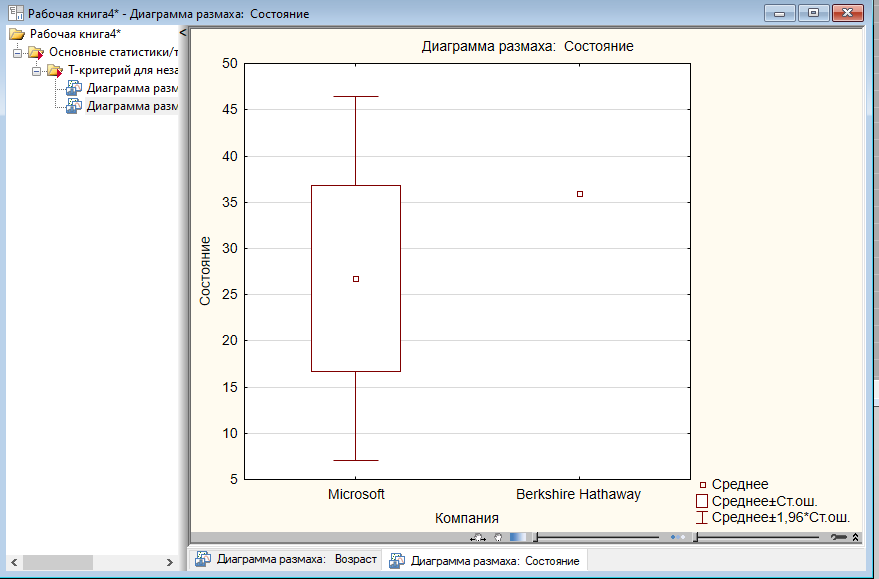 Рабочая книга4* - Диаграмма размаха: Состояние
Рабочая книга4*
Основные статистики/т
Т-критерий для неза
Диаграмма разм
Диаграмма разм
Диаграмма размаха: Состояние
50
45
40
35
30
25
20
15
10
5
Состояние
Microsoft
Berkshire Hathaway
Компания
Среднее
Среднее±Ст.ош.
Среднее±1,96*Ст.ош.
Диаграмма размаха: Возраст
Диаграмма размаха: Состояние